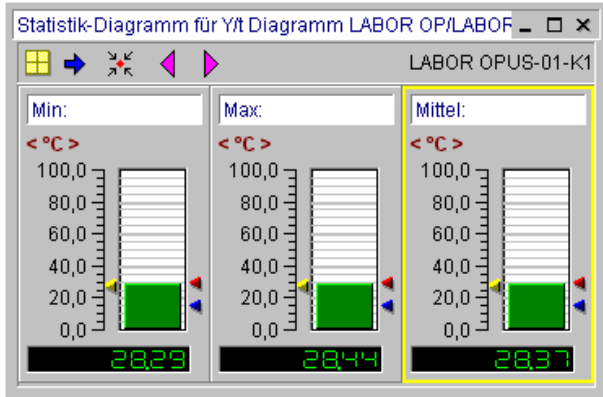 Statistik-Diagramm für Y/t Diagramm LABOR OP/LABOR
LABOR OPUS-01-K1
Min:
Max:
Mittel:
< °C >
< °C >
< °C >
100,0
80,0
60,0
40,0
20,0
0,0
100,0
80,0
60,0
40,0
20,0
0,0
100,0
80,0
60,0
40,0
20,0
0,0
28,29
28,44
28,37